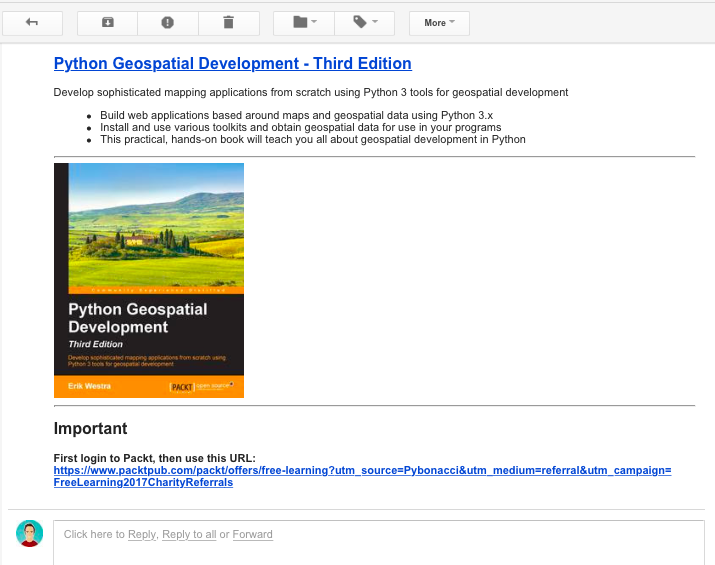 More
Python Geospatial Development - Third Edition
Develop sophisticated mapping applications from scratch using Python 3 tools for geospatial development
Build web applications based around maps and geospatial data using Python 3.x
Install and use various toolkits and obtain geospatial data for use in your programs
This practical, hands-on book will teach you all about geospatial development in Python
Community Experience Distilled
Python Geospatial
Development
Third Edition
Develop sophisticated mapping applications from scratch using
Python 3 tools for geospatial development
Erik Westra
PACKT open source*
Important
First login to Packt, then use this URL:
https://www.packtpub.com/packt/offers/free-learning?utm_source=Pybonacci&utm_medium=referral&utm_campaign=
FreeLearning2017CharityReferrals
Click here to Reply, Reply to all or Forward